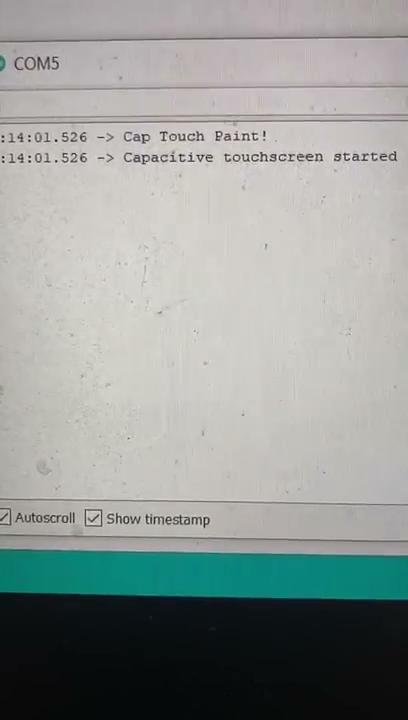 COM5
:14:01.526 -> Cap Touch Paint!
:14:01.526 -> Capacitive touchscreen started
Autoscroll Show timestamp